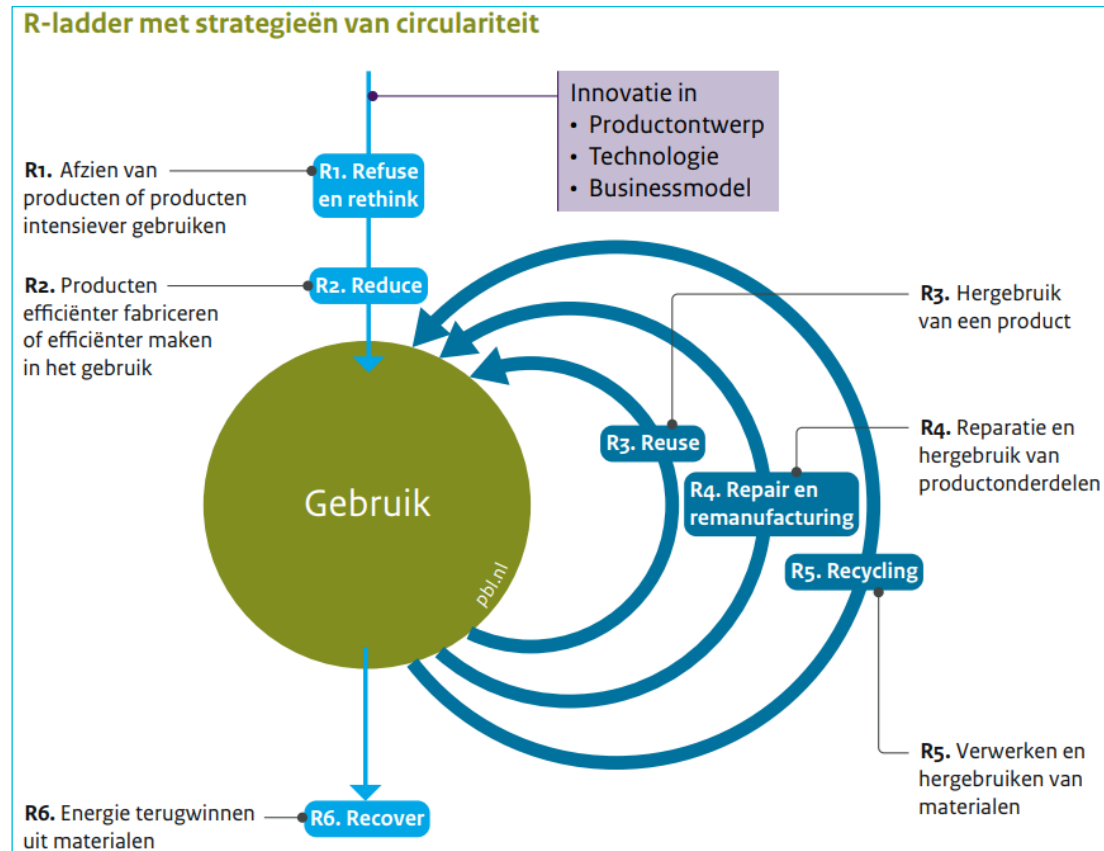 R-ladder met strategieën van circulariteit
Innovatie in
• Productontwerp
• Technologie
• Businessmodel
R1. Afzien van
producten of producten
intensiever gebruiken
R1. Refuse
en rethink
R2. Producten
efficiënter fabriceren
of efficiënter maken
in het gebruik
R2. Reduce
R3. Hergebruik
van een product
R3. Reuse
R4. Reparatie en
hergebruik van
productonderdelen
R4. Repair en
remanufacturing
Gebruik
pbl.nl
R5. Recycling
R5. Verwerken en
hergebruiken van
materialen
R6. Energie terugwinnen
uit materialen
R6. Recover